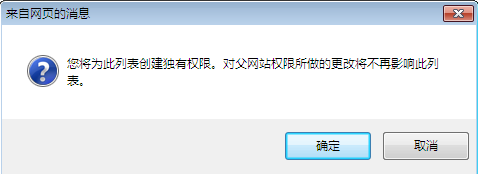 来自网页的消息
您将为此列表创建独有权限。对父网站权限所做的更改将不再影响此列
表。
确定
取消